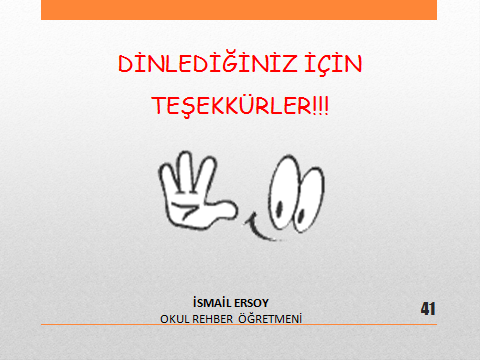 DİNLEDİĞİNİZ İÇİN
TEŞEKKÜRLER!!!
İSMAİL ERSOY
OKUL REHBER ÖĞRETMENİ
41